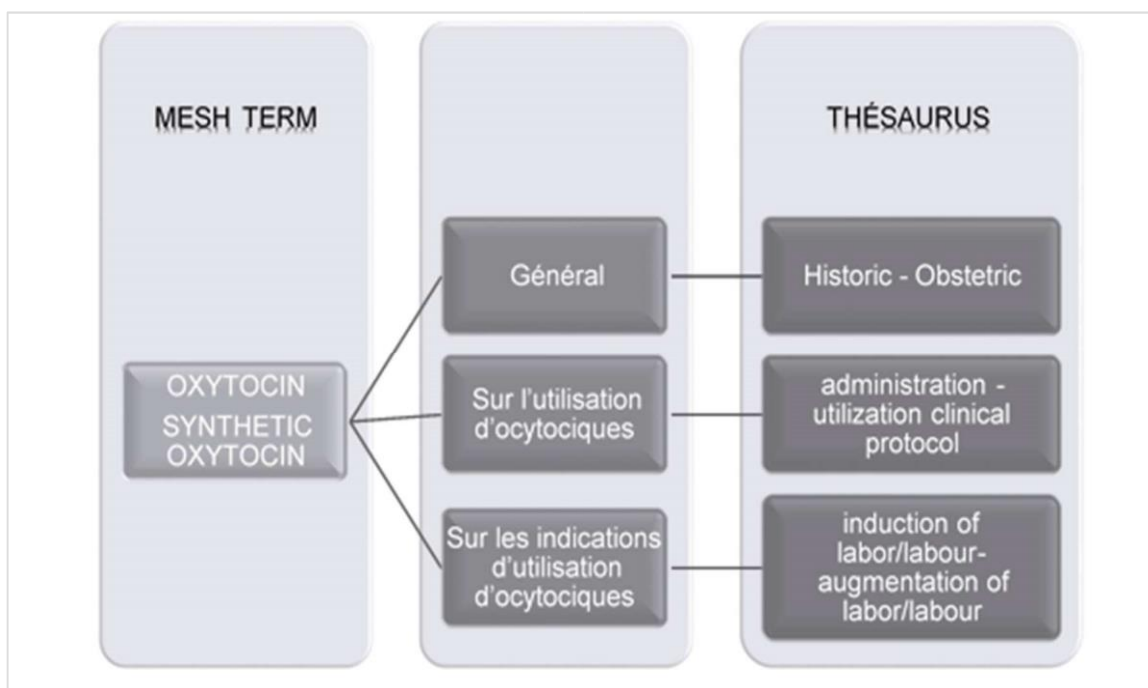 MESH TERM
THÉSAURUS
OXYTOCIN
SYNTHETIC
OXYTOCIN
Général
Historic - Obstetric
Sur l'utilisation
d'ocytociques
administration -
utilization clinical
protocol
Sur les indications
d'utilisation
d'ocytociques
induction of
labor/labour-
augmentation of
labor/labour